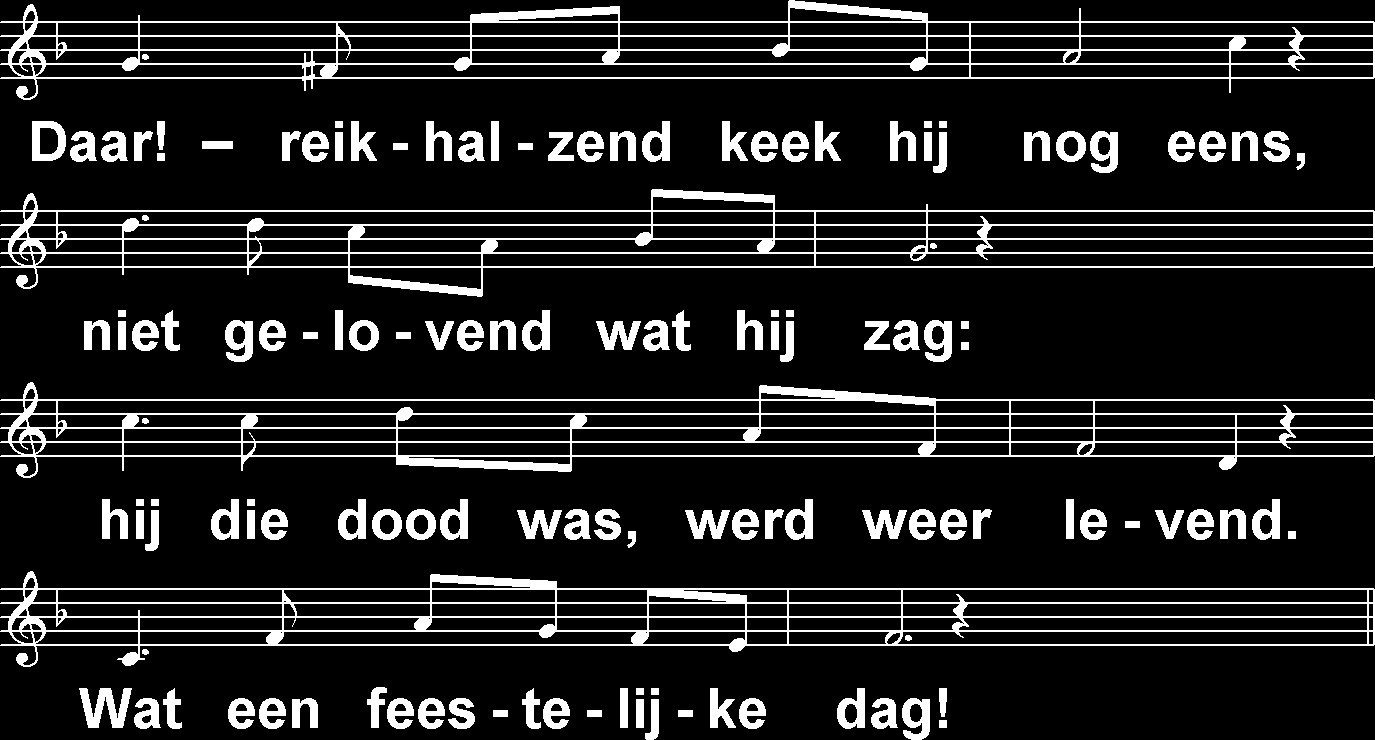 Daar! – reik - hal - zend keek hij nog eens,
niet ge - lo - vend wat hij zag:
hij die dood was, werd weer le - vend.
Wat een fees - te - lij - ke dag!